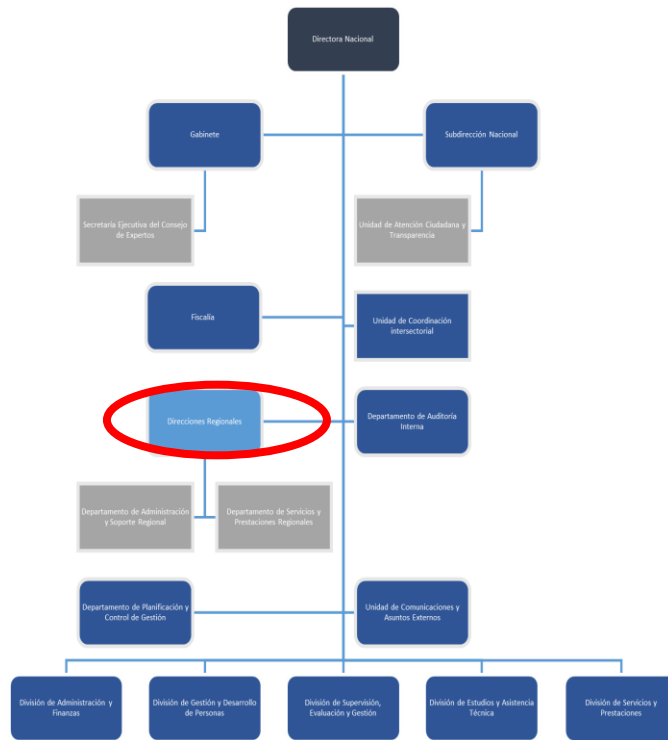 Directora Nacional
Gabinete
Subdirección Nacional
Secretaría Ejecutiva del Consejo
de Expertos
Unidad de Atención Ciudadana y
Transparencia
Fiscalía
Unidad de Coordinación
intersectorial
Direcciones Regionales
Departamento de Auditoría
Interna
Departamento de Administración
y Soporte Regional
Departamento de Servicios y
Prestaciones Regionales
Departamento de Planificación y
Control de Gestión
Unidad de Comunicaciones y
Asuntos Externos
División de Administración y
Finanzas
División de Gestión y Desarrollo
de Personas
División de Supervisión,
Evaluación y Gestión
División de Estudios y Asistencia
Técnica
División de Servicios y
Prestaciones